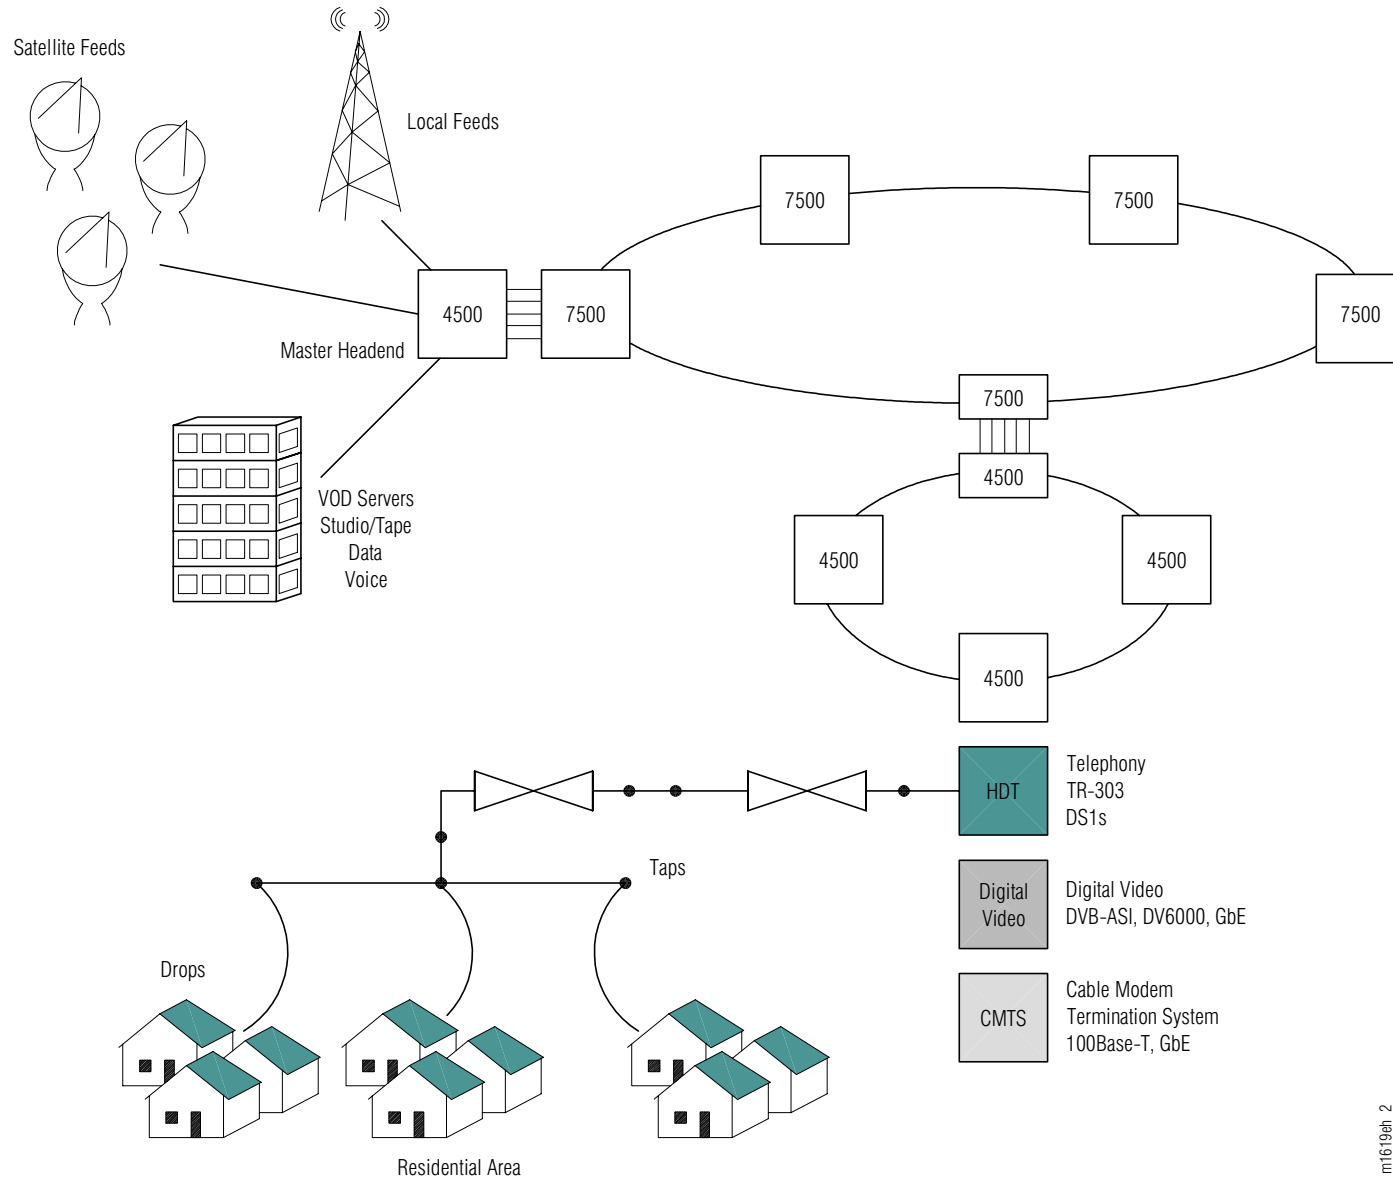 Satellite Feeds
Local Feeds
7500
7500
4500
7500
7500
Master Headend
7500
4500
VOD Servers
Studio/Tape
Data
Voice
4500
4500
4500
HDT
Telephony
TR-303
DS1s
Taps
Digital
Video
Digital Video
DVB-ASI, DV6000, GbE
Drops
CMTS
Cable Modem
Termination System
100Base-T, GbE
Residential Area
m1619eh_2